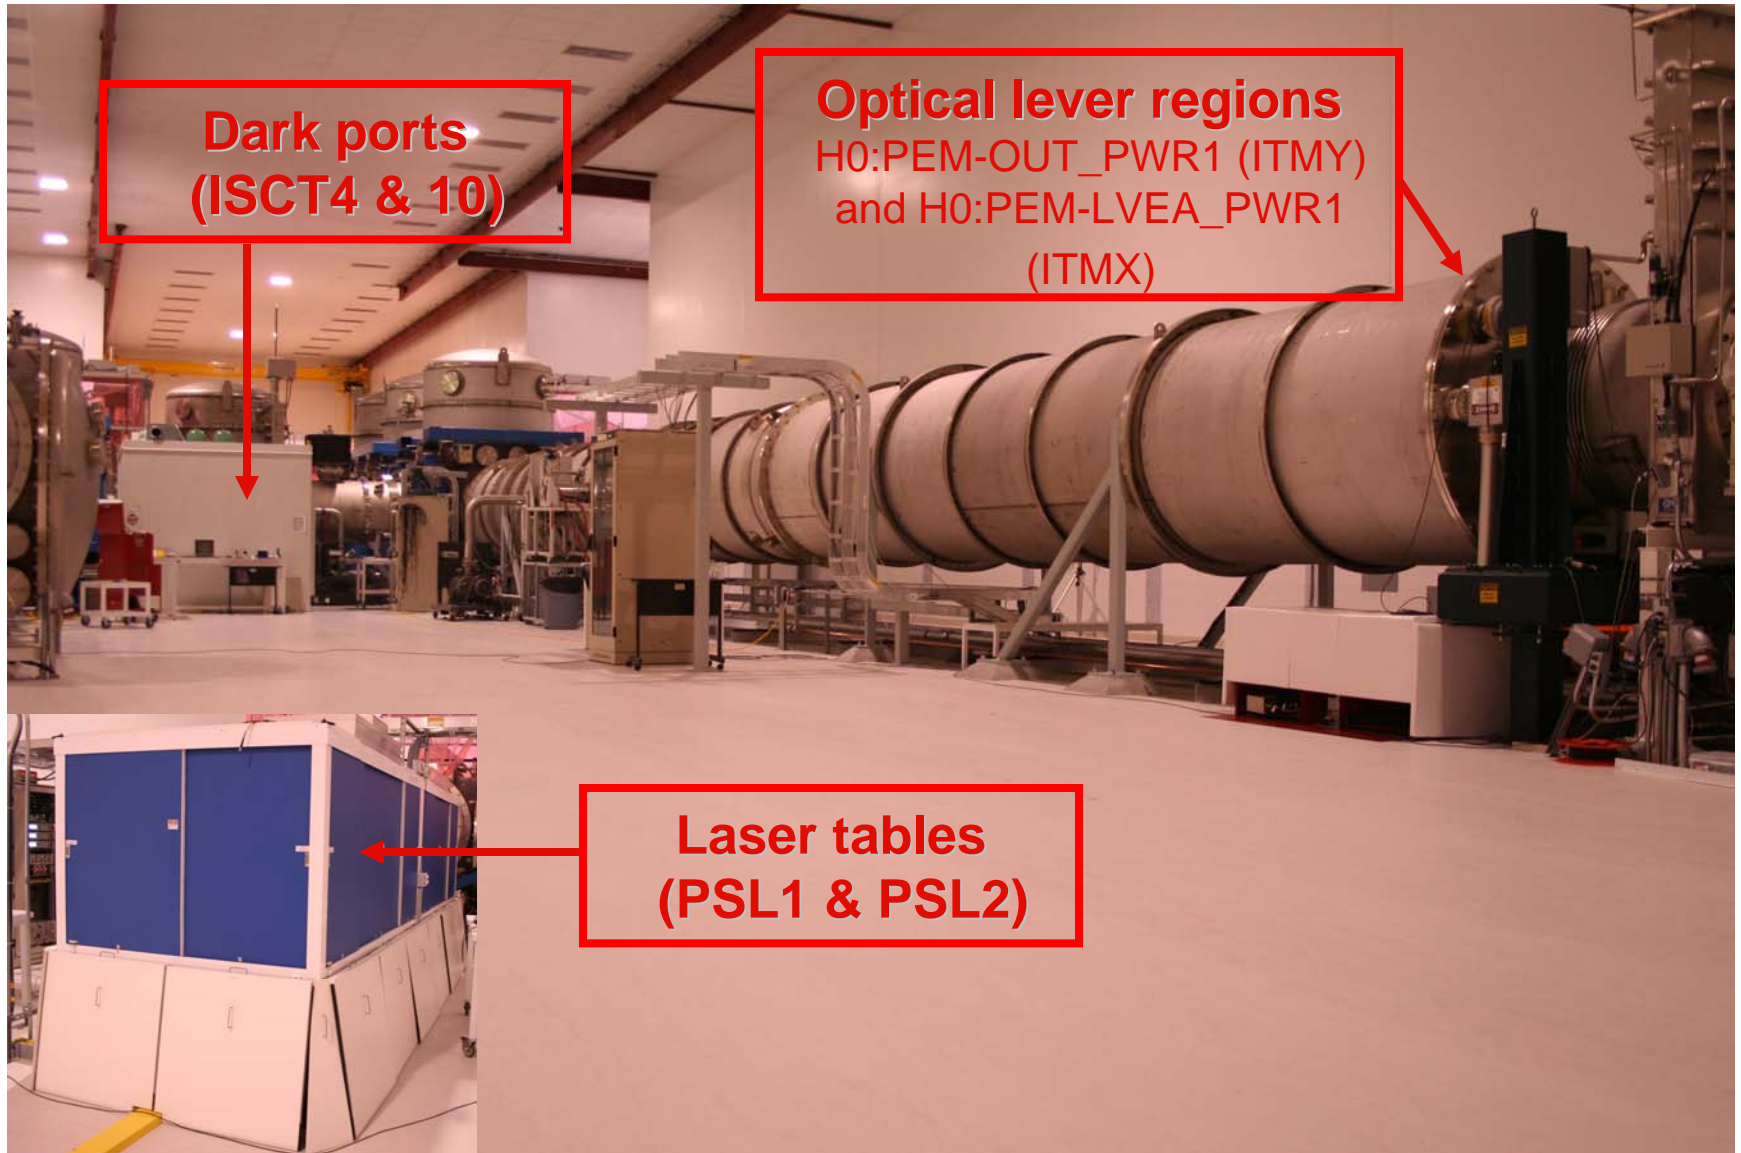 Dark ports
(ISCT4 & 10)
Optical lever regions
H0:PEM-OUT_PWR1 (ITMY)
and H0:PEM-LVEA_PWR1
(ITMX)
Laser tables
(PSL1 & PSL2)